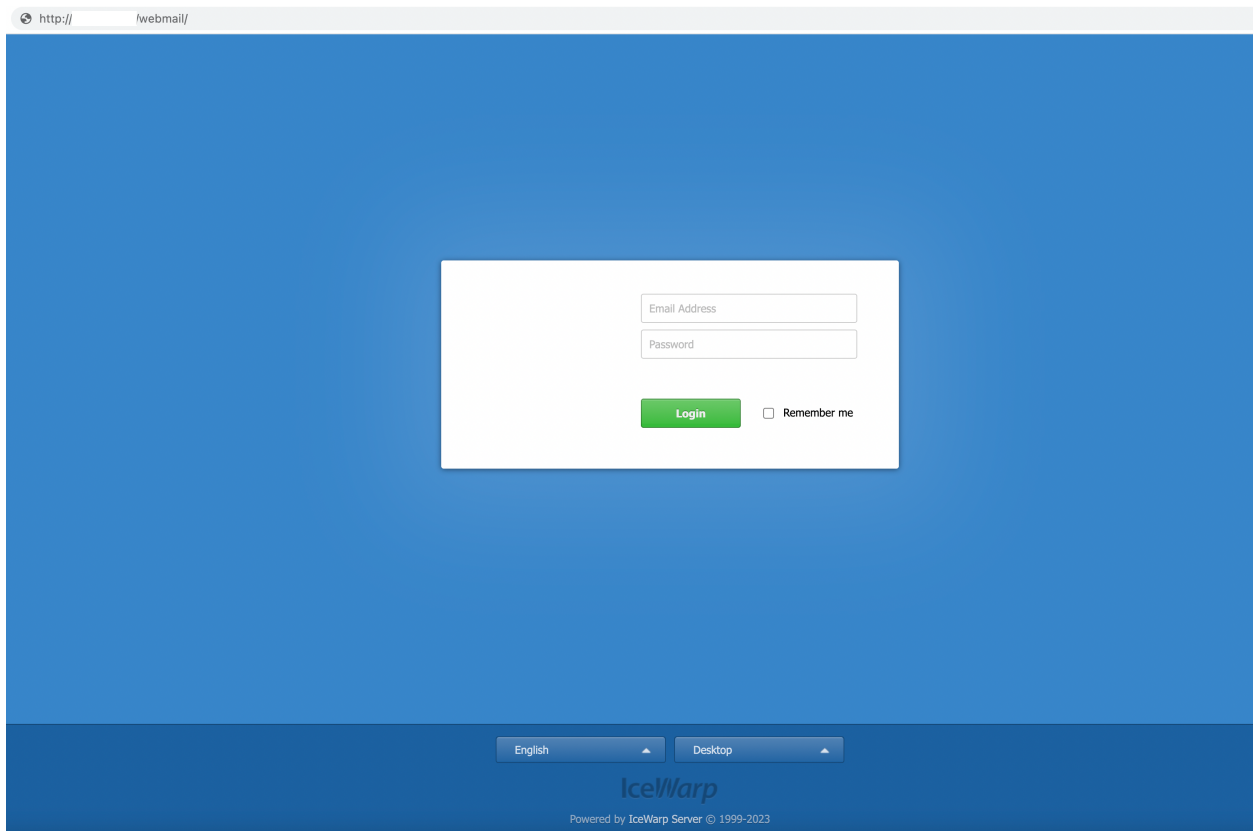 http:// /webmail/
Email Address
Password
Login Remember me
English Desktop
IceWarp
Powered by IceWarp Server © 1999-2023